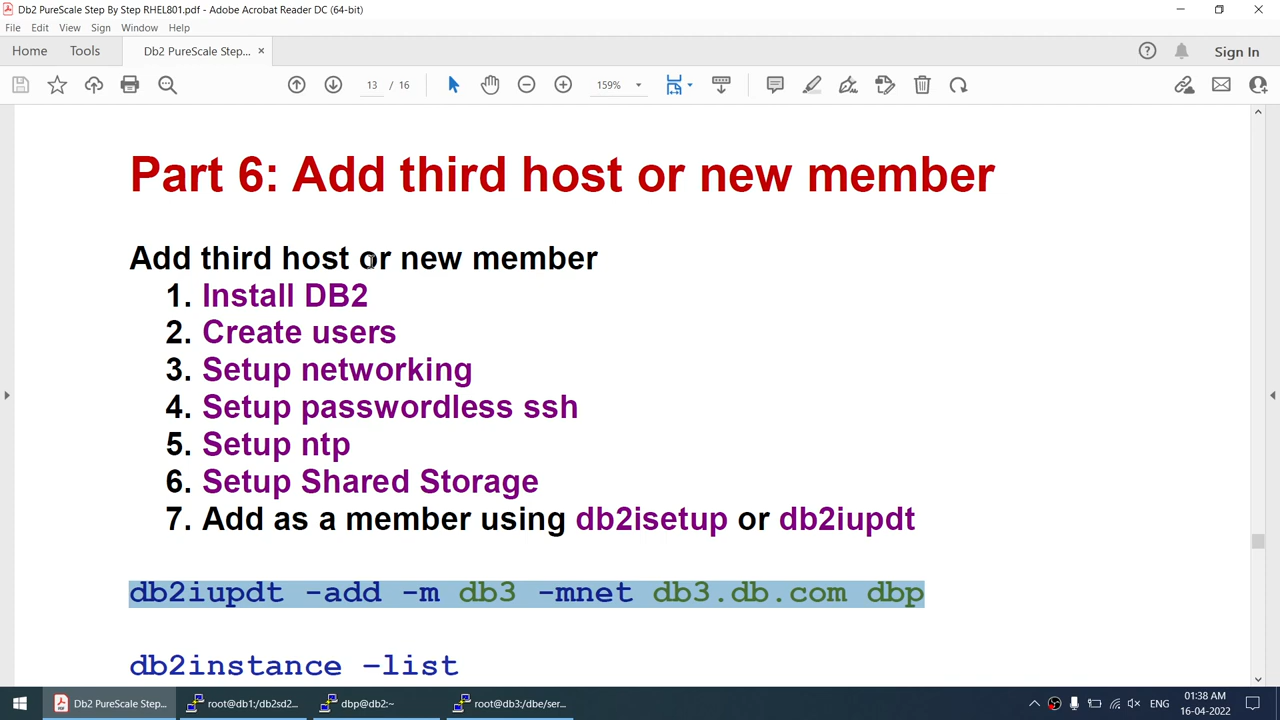 Db2 PureScale Step By Step RHEL801.pdf - Adobe Acrobat Reader DC (64-bit)
File Edit View Sign Window Help
Home Tools Db2 PureScale Step... × Sign In
13 / 16 159%
Part 6: Add third host or new member
Add third host or new member
1. Install DB2
2. Create users
3. Setup networking
4. Setup passwordless ssh
5. Setup ntp
6. Setup Shared Storage
7. Add as a member using db2isetup or db2iupdt
db2iupdt -add -m db3 -mnet db3.db.com dbp
db2instance –list
Db2 PureScale Step... root@db1:/db2sd2... dbp@db2:~ root@db3:/dbe/ser... 01:38 AM
16-04-2022